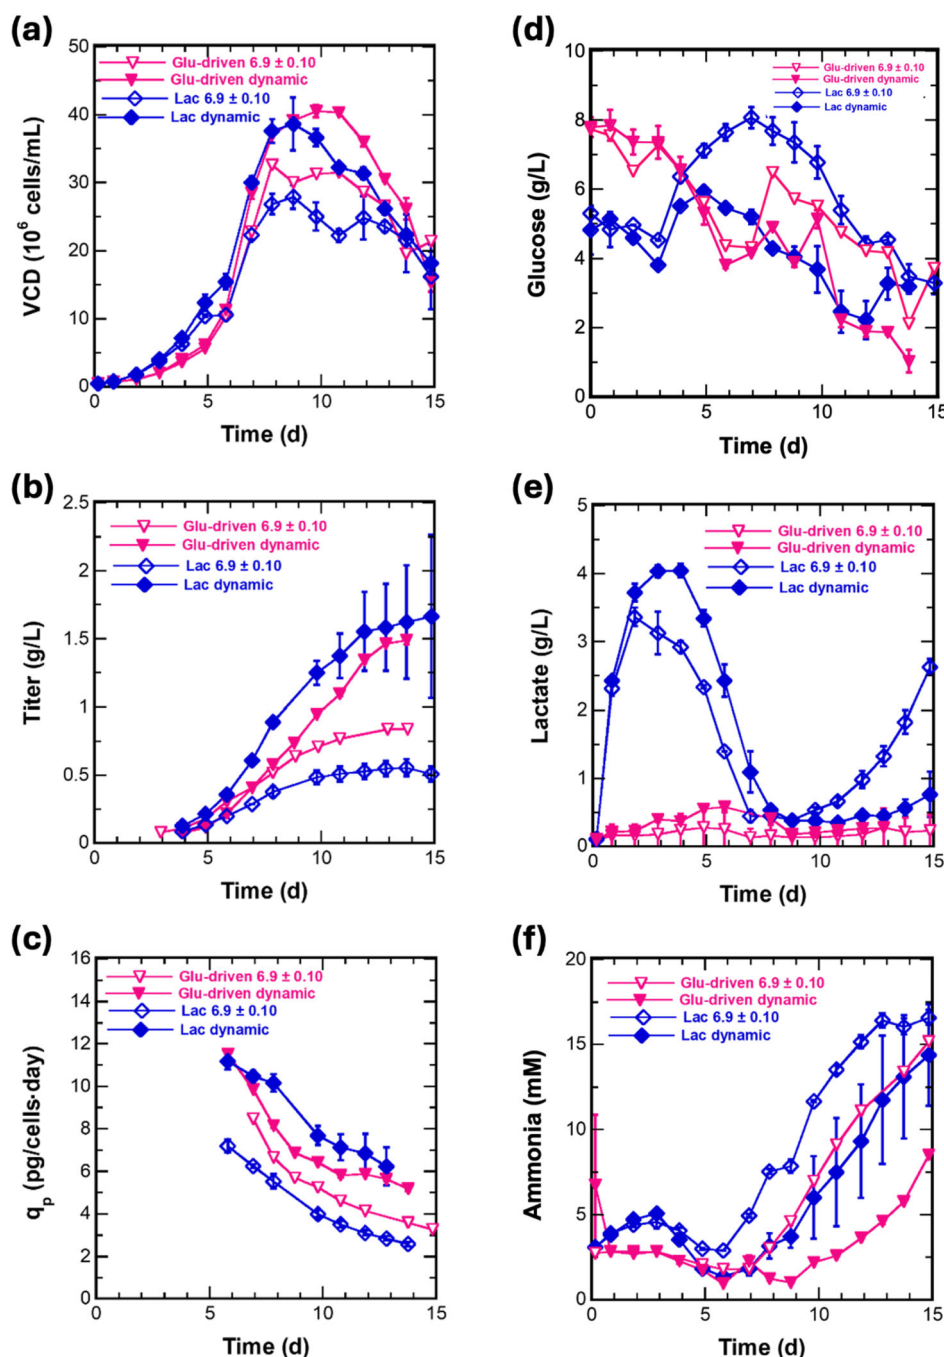 (a)
50
40
30
20
10
0
VCD (10⁶ cells/mL)
Glu-driven 6.9 ± 0.10
Glu-driven dynamic
Lac 6.9 ± 0.10
Lac dynamic
0 5 10 15
Time (d)
(d)
10
8
6
4
2
0
Glucose (g/L)
Glu-driven 6.9 ± 0.10
Glu-driven dynamic
Lac 6.9 ± 0.10
Lac dynamic
0 5 10 15
Time (d)
(b)
2.5
2
1.5
1
0.5
0
Titer (g/L)
Glu-driven 6.9 ± 0.10
Glu-driven dynamic
Lac 6.9 ± 0.10
Lac dynamic
0 5 10 15
Time (d)
(e)
5
4
3
2
1
0
Lactate (g/L)
Glu-driven 6.9 ± 0.10
Glu-driven dynamic
Lac 6.9 ± 0.10
Lac dynamic
0 5 10 15
Time (d)
(c)
16
14
12
10
8
6
4
2
0
qₚ (pg/cells·day)
Glu-driven 6.9 ± 0.10
Glu-driven dynamic
Lac 6.9 ± 0.10
Lac dynamic
0 5 10 15
Time (d)
(f)
20
15
10
5
0
Ammonia (mM)
Glu-driven 6.9 ± 0.10
Glu-driven dynamic
Lac 6.9 ± 0.10
Lac dynamic
0 5 10 15
Time (d)